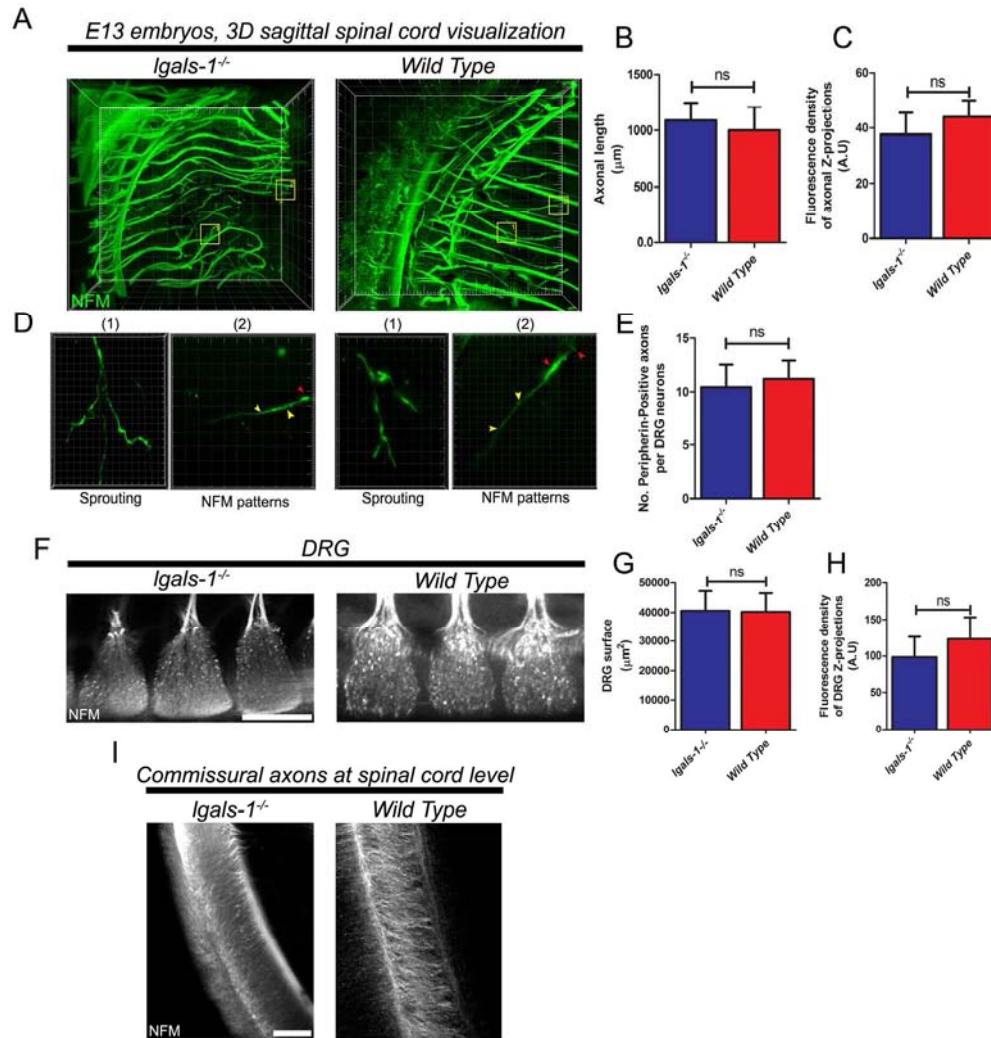 A
E13 embryos, 3D sagittal spinal cord visualization
Igals-1-/-
Wild Type
NFM
B
Axonal length
(µm)
1500
1000
500
0.0
ns
Igals-1-/-
Wild Type
C
Fluorescence density
of axonal Z-projections
(A.U)
60
40
20
0
ns
Igals-1-/-
Wild Type
D
(1)
(2)
(1)
(2)
Sprouting
NFM patterns
Sprouting
NFM patterns
E
No. Peripherin-Positive axons
per DRG neurons
15
10
5
0
ns
Igals-1-/-
Wild Type
F
DRG
Igals-1-/-
Wild Type
NFM
G
DRG surface
(µm2)
50000
40000
30000
20000
10000
0
ns
Igals-1-/-
Wild Type
H
Fluorescence density
of DRG Z-projections
(A.U)
200
150
100
50
0
ns
Igals-1-/-
Wild Type
I
Commissural axons at spinal cord level
Igals-1-/-
Wild Type
NFM